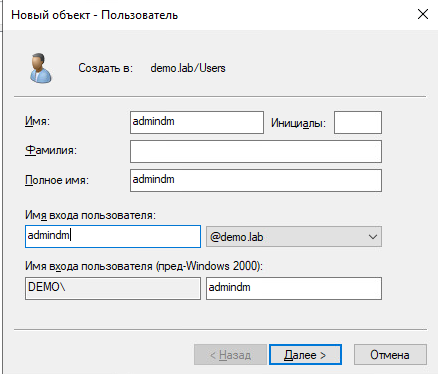 Новый объект - Пользователь
Создать в: demo.lab/Users
Имя: admindm Инициалы:
Фамилия:
Полное имя: admindm
Имя входа пользователя:
admindm @demo.lab
Имя входа пользователя (пред-Windows 2000):
DEMO\ admindm
< Назад Далее > Отмена